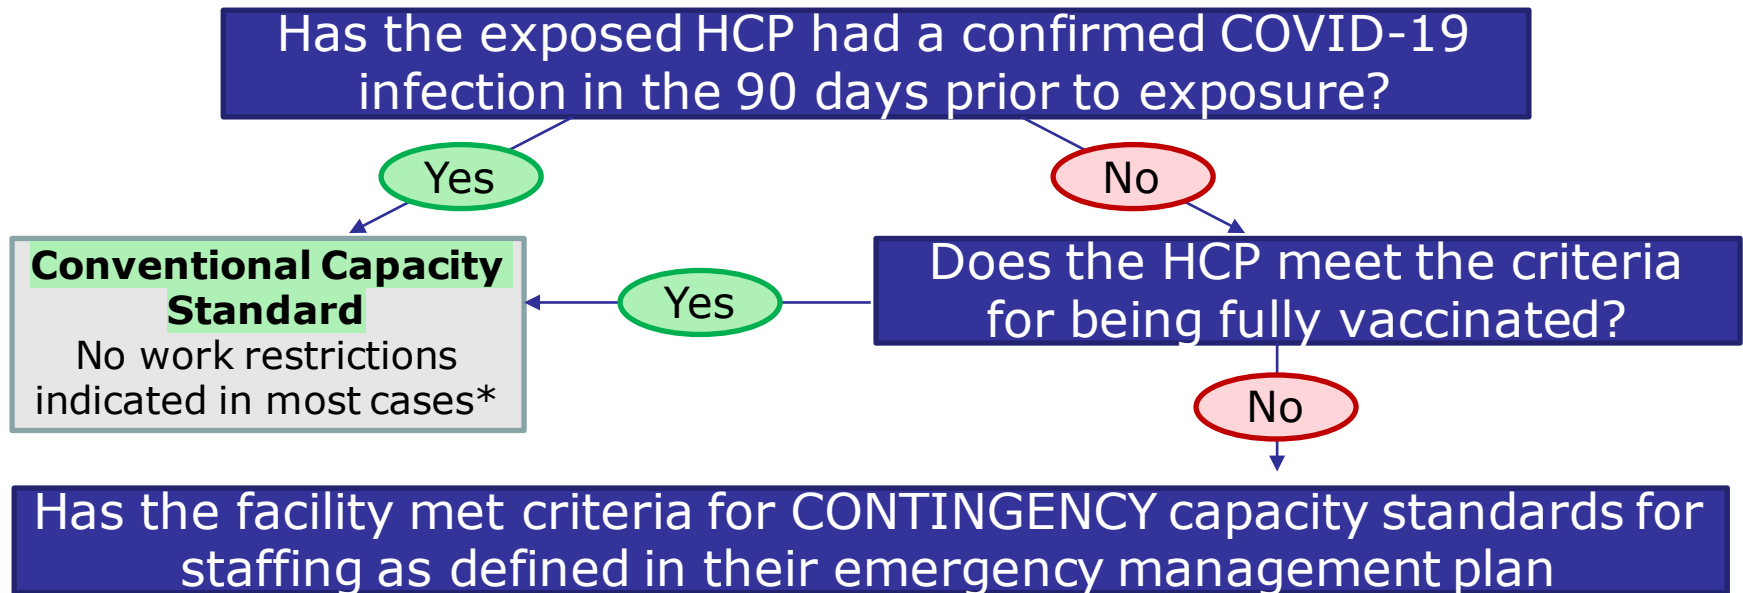 Has the exposed HCP had a confirmed COVID-19
infection in the 90 days prior to exposure?
Yes
No
Conventional Capacity
Standard
No work restrictions
indicated in most cases*
Yes
Does the HCP meet the criteria
for being fully vaccinated?
No
Has the facility met criteria for CONTINGENCY capacity standards for
staffing as defined in their emergency management plan